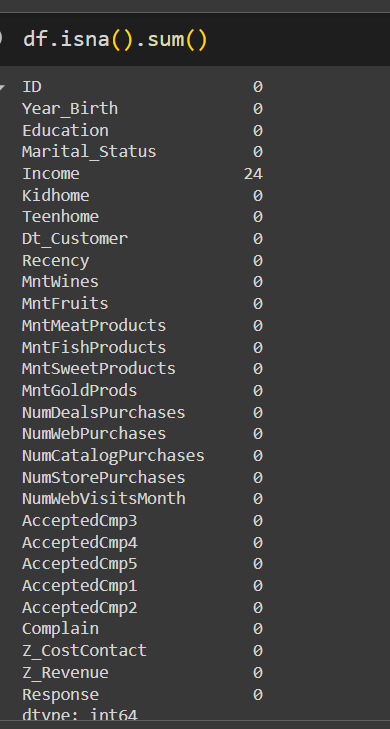 df.isna().sum()
ID 0
Year_Birth 0
Education 0
Marital_Status 0
Income 24
Kidhome 0
Teenhome 0
Dt_Customer 0
Recency 0
MntWines 0
MntFruits 0
MntMeatProducts 0
MntFishProducts 0
MntSweetProducts 0
MntGoldProds 0
NumDealsPurchases 0
NumWebPurchases 0
NumCatalogPurchases 0
NumStorePurchases 0
NumWebVisitsMonth 0
AcceptedCmp3 0
AcceptedCmp4 0
AcceptedCmp5 0
AcceptedCmp1 0
AcceptedCmp2 0
Complain 0
Z_CostContact 0
Z_Revenue 0
Response 0
dtype: int64